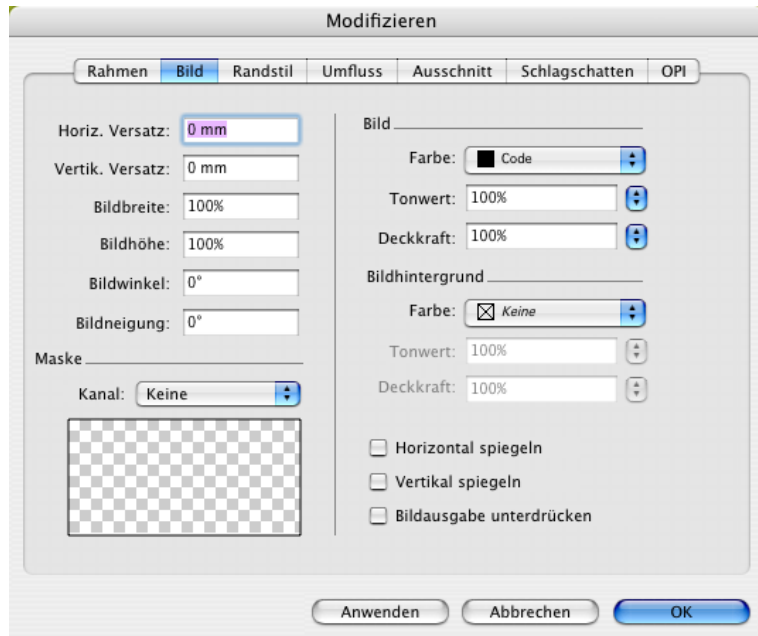 Modifizieren
Rahmen Bild Randstil Umfluss Ausschnitt Schlagschatten OPI
Horiz. Versatz: 0 mm
Vertik. Versatz: 0 mm
Bildbreite: 100%
Bildhöhe: 100%
Bildwinkel: 0°
Bildneigung: 0°
Maske
Kanal: Keine
Bild
Farbe: Code
Tonwert: 100%
Deckkraft: 100%
Bildhintergrund
Farbe: Keine
Tonwert: 100%
Deckkraft: 100%
Horizontal spiegeln
Vertikal spiegeln
Bildausgabe unterdrücken
Anwenden Abbrechen OK